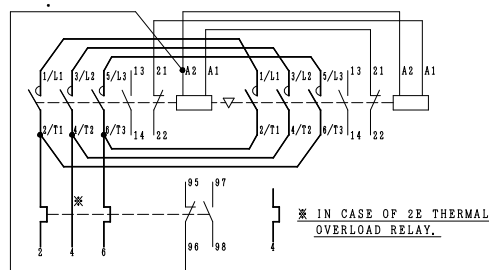 1/L1 3/L2 5/L3 13 21 A2 A1 1/L1 3/L2 5/L3 13 21 A2 A1
2/T1 4/T2 6/T3 14 22 2/T1 4/T2 6/T3 14 22
95 97
※ ※ IN CASE OF 2E THERMAL
OVERLOAD RELAY.
2 4 6 96 98 4